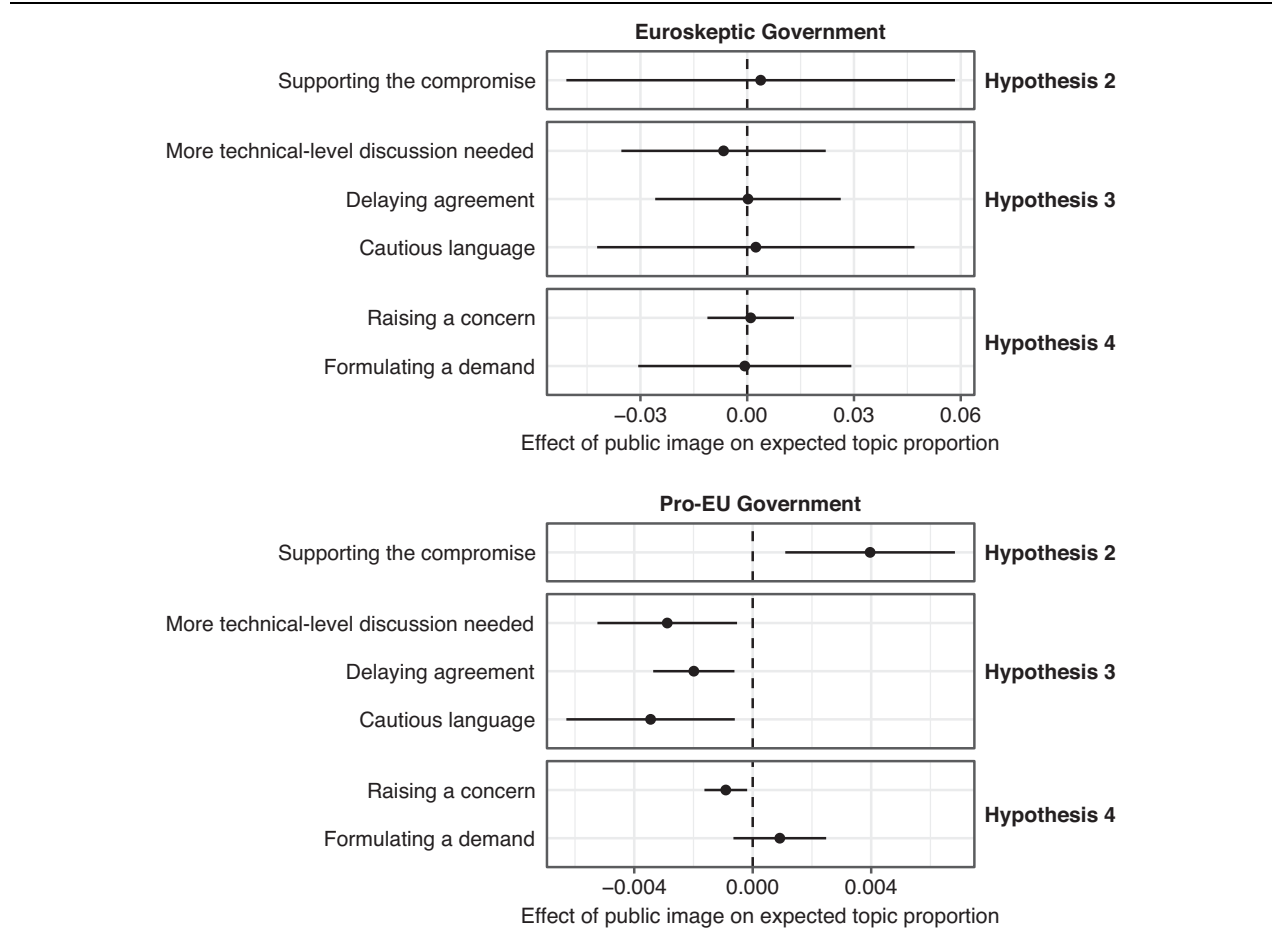 Euroskeptic Government
Supporting the compromise
Hypothesis 2
More technical-level discussion needed
Delaying agreement
Hypothesis 3
Cautious language
Raising a concern
Hypothesis 4
Formulating a demand
−0.03 0.00 0.03 0.06
Effect of public image on expected topic proportion
Pro-EU Government
Supporting the compromise
Hypothesis 2
More technical-level discussion needed
Delaying agreement
Hypothesis 3
Cautious language
Raising a concern
Hypothesis 4
Formulating a demand
−0.004 0.000 0.004
Effect of public image on expected topic proportion